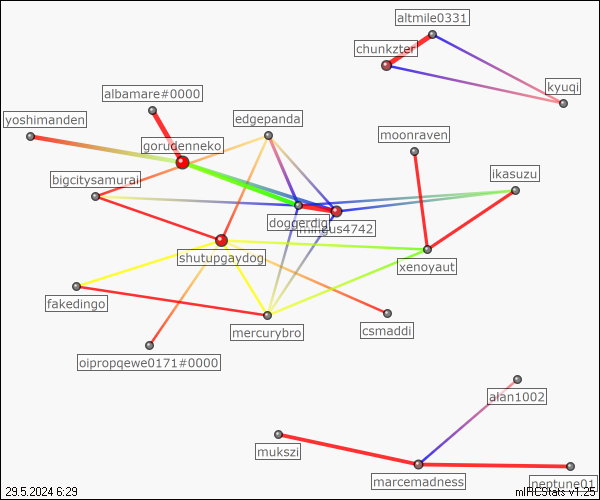 altmile0331
chunkzter
kyuqi
albamare#0000
yoshimanden
edgepanda
moonraven
gorudenneko
bigcitysamurai
ikasuzu
doggerdig
mingus4742
shutupgaydog
xenoyaut
fakedingo
mercurybro
csmaddi
oipropqewe0171#0000
alan1002
mukszi
marcemadness
neptune01
29.5.2024 6:29
mIRCStats v1.25